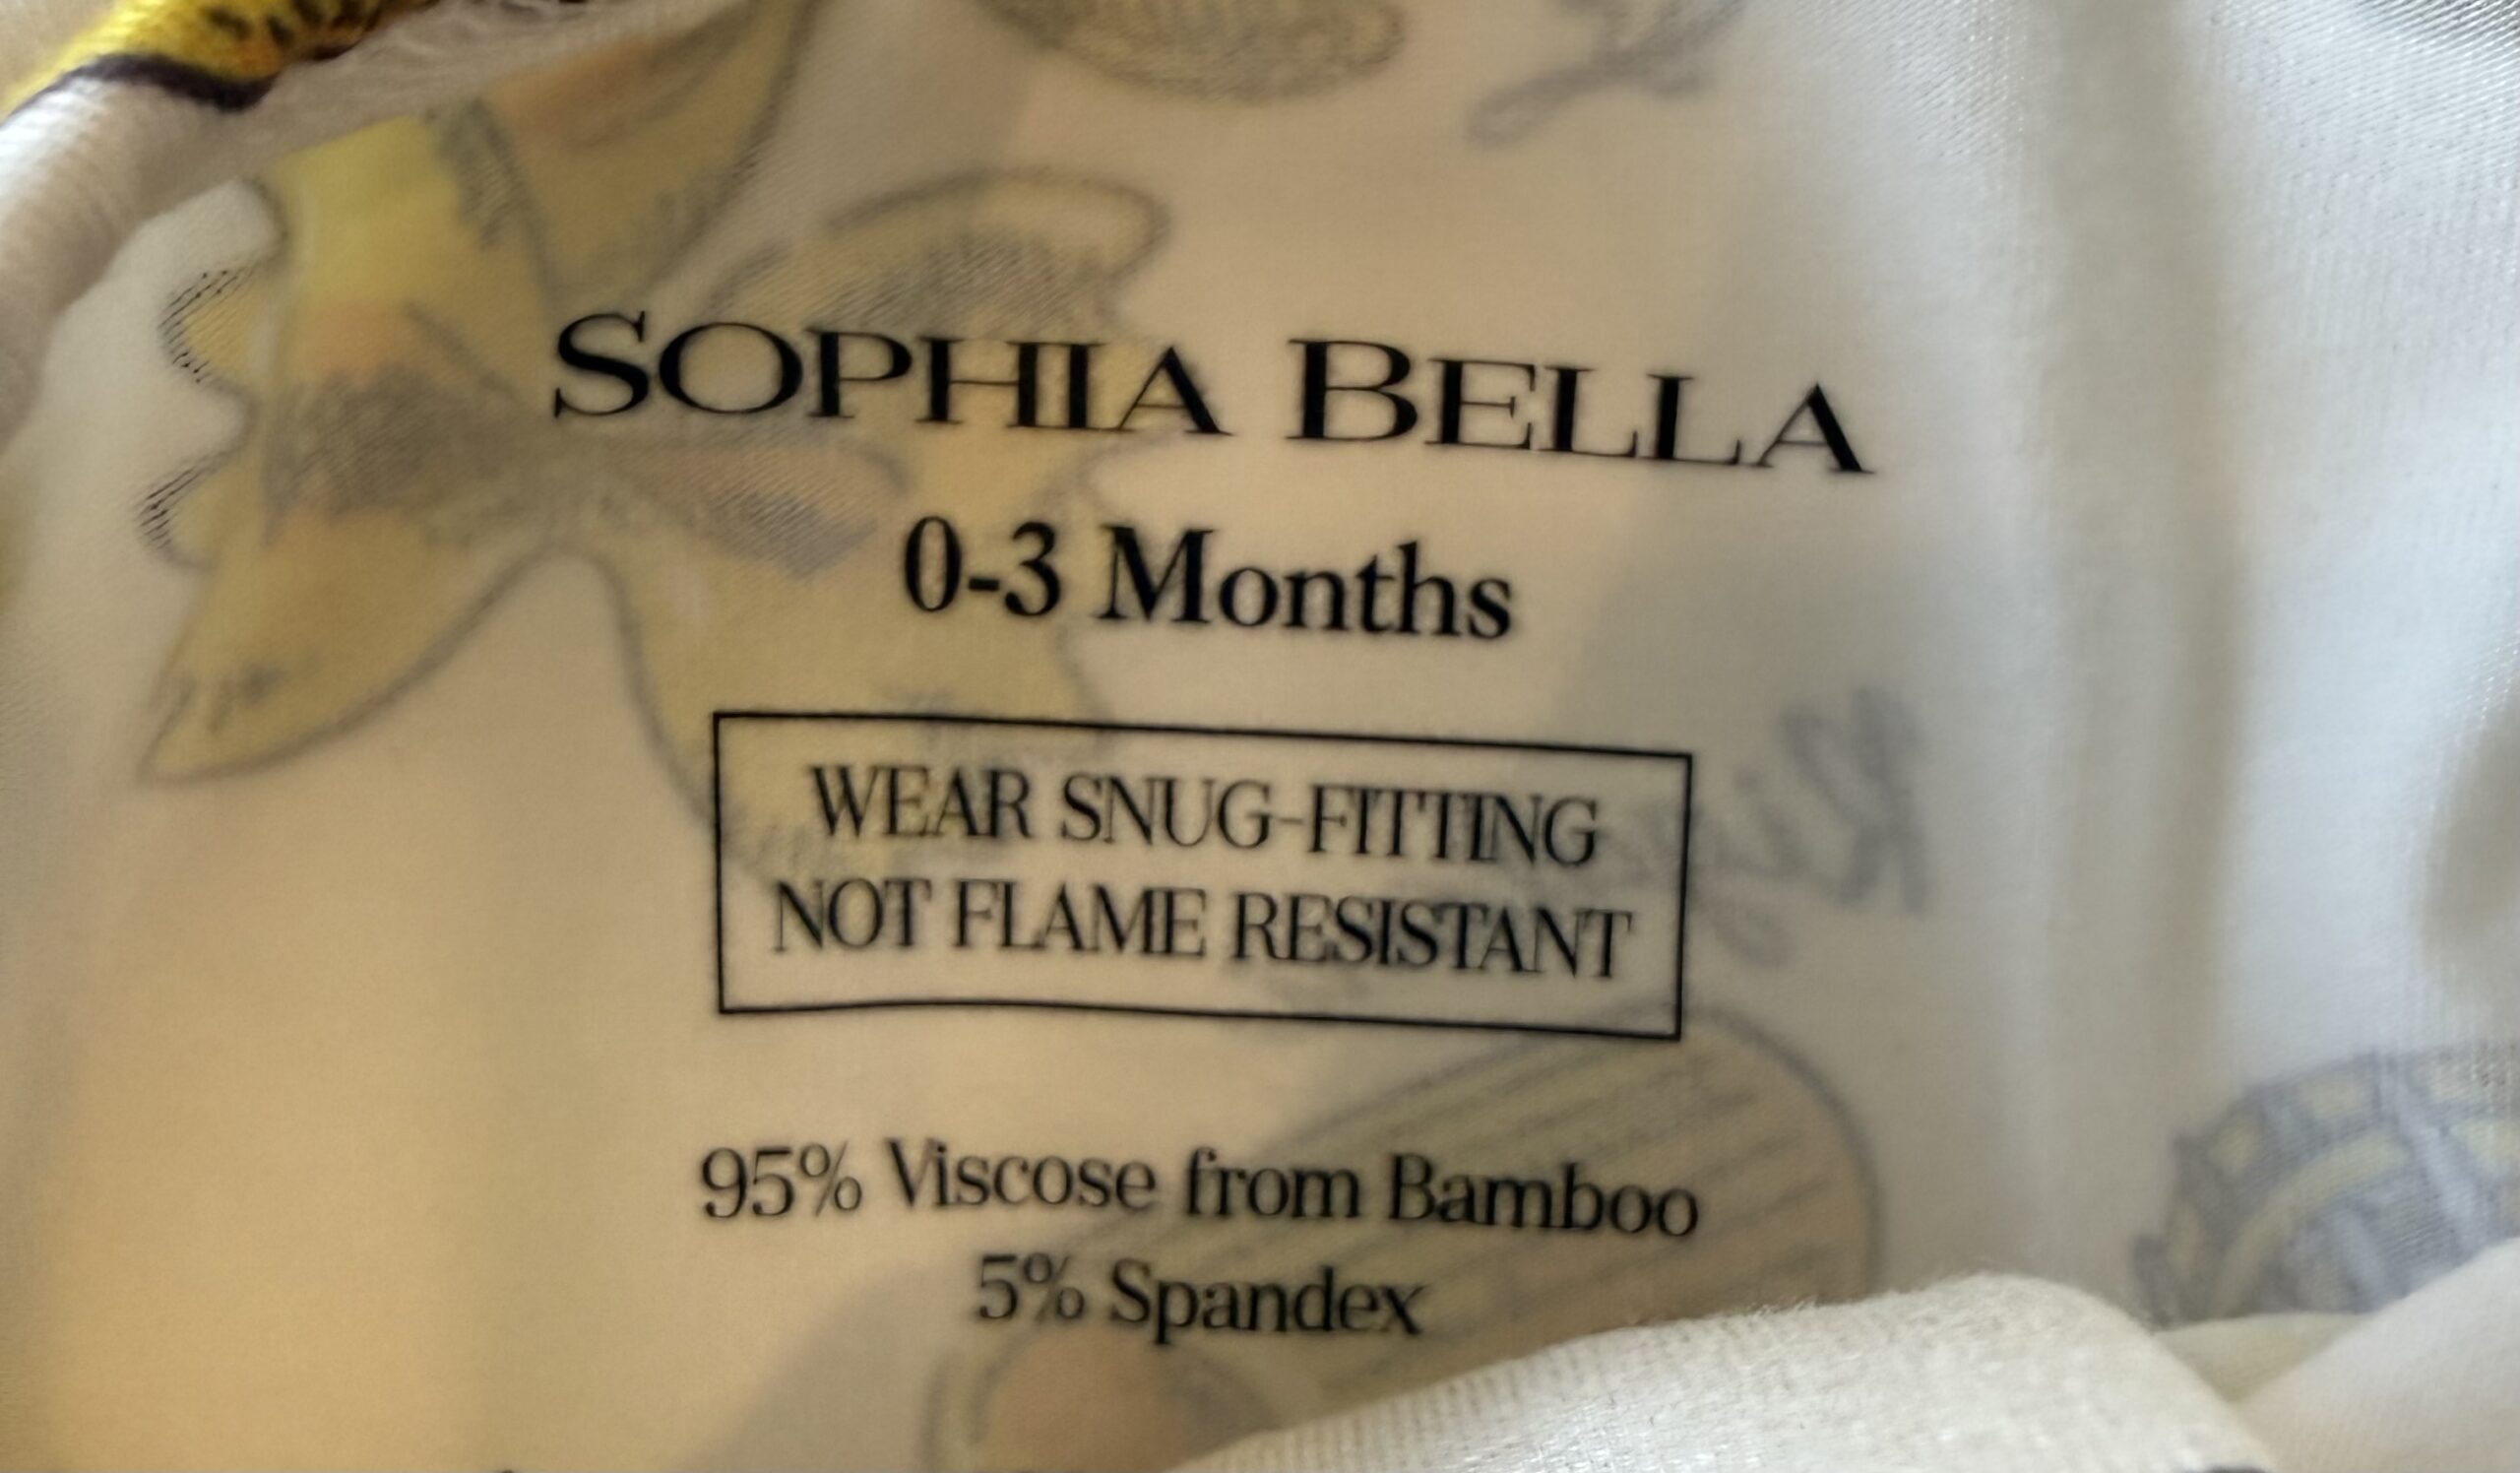 SOPHIA BELLA
0-3 Months
WEAR SNUG-FITTING
NOT FLAME RESISTANT
95% Viscose from Bamboo
5% Spandex